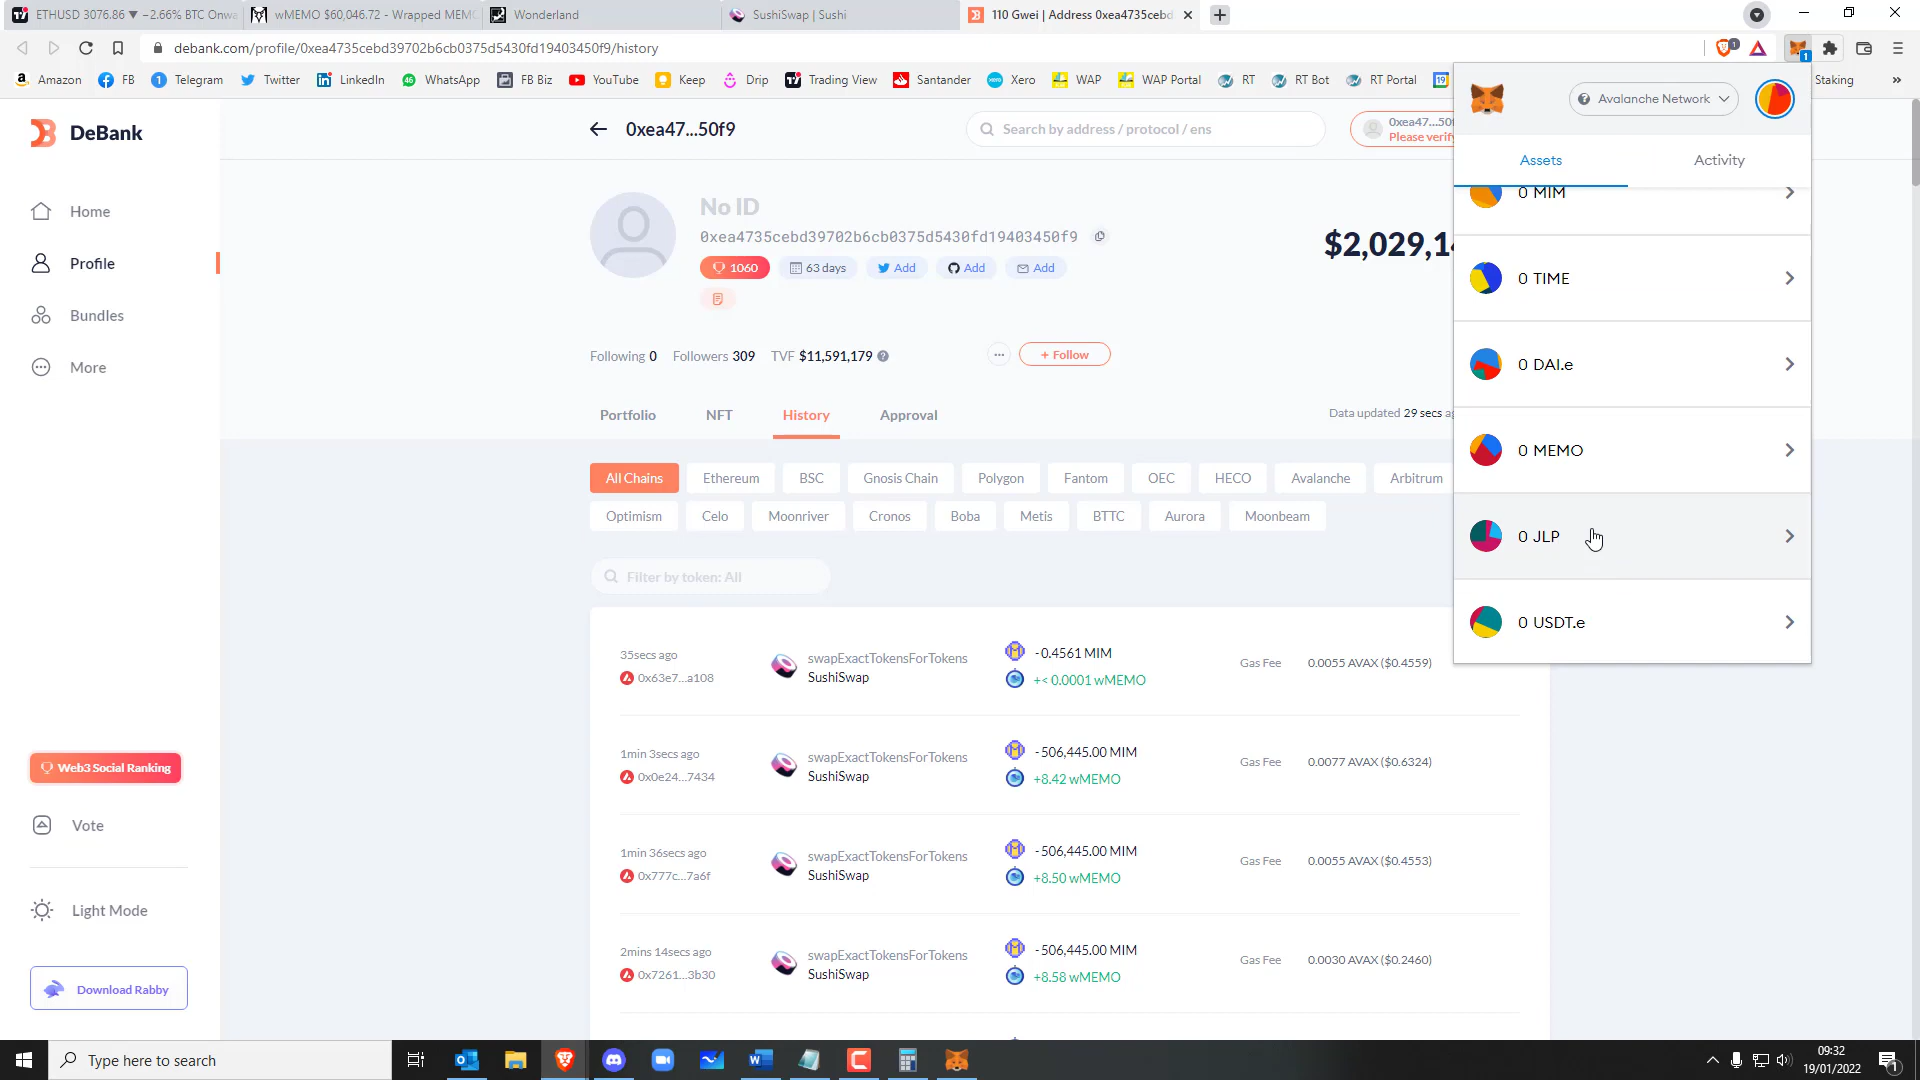 ETHUSD 3076.86 ▼ −2.66% BTC Onwa
wMEMO $60,046.72 - Wrapped MEMO
Wonderland
SushiSwap | Sushi
110 Gwei | Address 0xea4735cebd
debank.com/profile/0xea4735cebd39702b6cb0375d5430fd19403450f9/history
1
1
Amazon
FB
Telegram
Twitter
LinkedIn
46
WhatsApp
FB Biz
YouTube
Keep
Drip
Trading View
Santander
Xero
WAP
WAP Portal
RT
RT Bot
RT Portal
19
Staking
»
DeBank
Home
Profile
Bundles
More
Web3 Social Ranking
Vote
Light Mode
Download Rabby
0xea47...50f9
Search by address / protocol / ens
0xea47...50f
Please verify
No ID
0xea4735cebd39702b6cb0375d5430fd19403450f9
$2,029,14
1060
63 days
Add
Add
Add
Following 0
Followers 309
TVF $11,591,179
+ Follow
Portfolio
NFT
History
Approval
Data updated 29 secs ag
All Chains
Ethereum
BSC
Gnosis Chain
Polygon
Fantom
OEC
HECO
Avalanche
Arbitrum
Optimism
Celo
Moonriver
Cronos
Boba
Metis
BTTC
Aurora
Moonbeam
Filter by token: All
35secs ago
0x63e7...a108
swapExactTokensForTokens
SushiSwap
-0.4561 MIM
+< 0.0001 wMEMO
Gas Fee
0.0055 AVAX ($0.4559)
1min 3secs ago
0x0e24...7434
swapExactTokensForTokens
SushiSwap
-506,445.00 MIM
+8.42 wMEMO
Gas Fee
0.0077 AVAX ($0.6324)
1min 36secs ago
0x777c...7a6f
swapExactTokensForTokens
SushiSwap
-506,445.00 MIM
+8.50 wMEMO
Gas Fee
0.0055 AVAX ($0.4553)
2mins 14secs ago
0x7261...3b30
swapExactTokensForTokens
SushiSwap
-506,445.00 MIM
+8.58 wMEMO
Gas Fee
0.0030 AVAX ($0.2460)
Avalanche Network
Assets
Activity
0 MIM
0 TIME
0 DAI.e
0 MEMO
0 JLP
0 USDT.e
Type here to search
09:32
19/01/2022
1